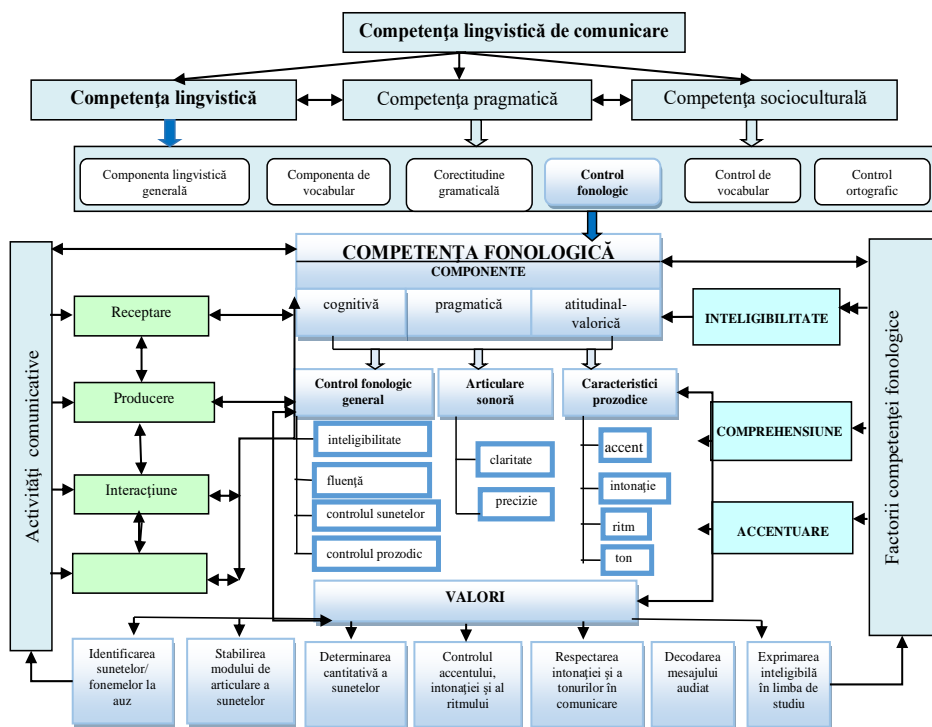 Competenţa lingvistică de comunicare
Competenţa lingvistică
Competenţa pragmatică
Competenţa socioculturală
Componenta lingvistică
generală
Componenta de
vocabular
Corectitudine
gramaticală
Control
fonologic
Control de
vocabular
Control
ortografic
Activităţi comunicative
COMPETENŢA FONOLOGICĂ
COMPONENTE
cognitivă
pragmatică
atitudinal-
valorică
Receptare
Producere
Interacţiune
INTELIGIBILITATE
COMPREHENSIUNE
ACCENTUARE
Factorii competenţei fonologice
Control fonologic
general
Articulare
sonoră
Caracteristici
prozodice
inteligibilitate
fluenţă
controlul sunetelor
controlul prozodic
claritate
precizie
accent
intonaţie
ritm
ton
VALORI
Identificarea
sunetelor/
fonemelor la
auz
Stabilirea
modului de
articulare a
sunetelor
Determinarea
cantitativă a
sunetelor
Controlul
accentului,
intonaţiei şi al
ritmului
Respectarea
intonaţiei şi a
tonurilor în
comunicare
Decodarea
mesajului
audiat
Exprimarea
inteligibilă
în limba de
studiu